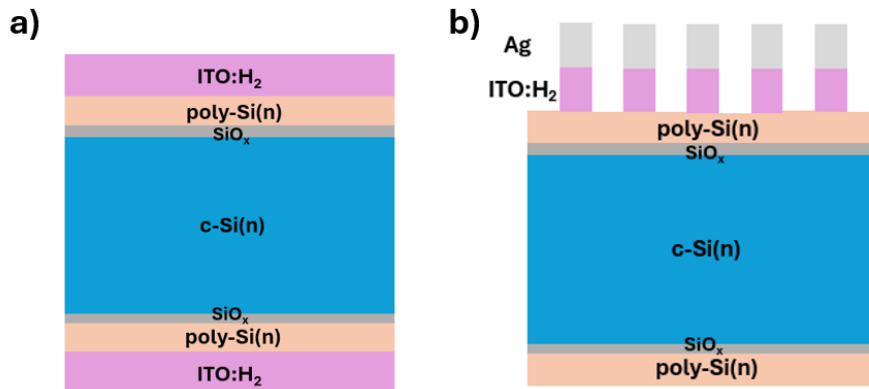 a)
ITO:H₂
poly-Si(n)
SiOₓ
c-Si(n)
SiOₓ
poly-Si(n)
ITO:H₂
b)
Ag
ITO:H₂
poly-Si(n)
SiOₓ
c-Si(n)
SiOₓ
poly-Si(n)